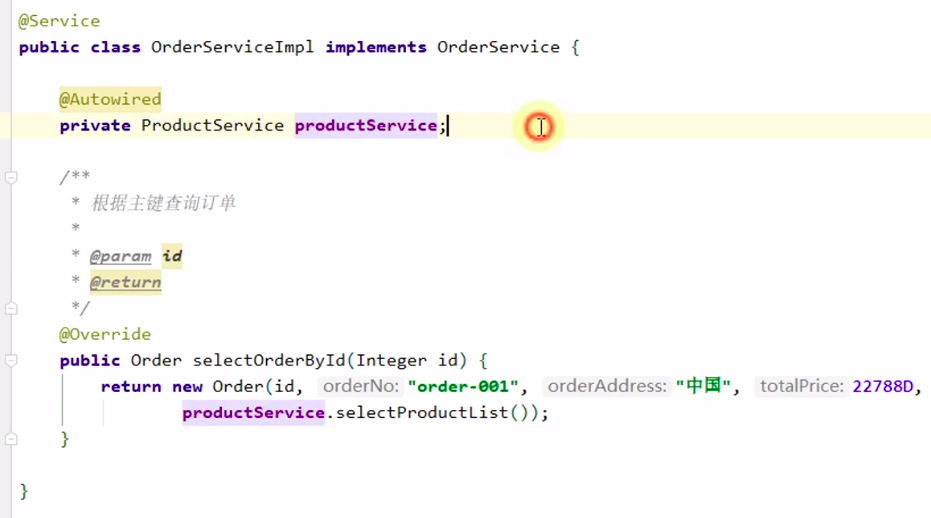 @Service
public class OrderServiceImpl implements OrderService {
@Autowired
private ProductService productService;
/**
* 根据主键查询订单
*
* @param id
* @return
*/
@Override
public Order selectOrderById(Integer id) {
return new Order(id, orderNo: "order-001", orderAddress: "中国", totalPrice: 22788D,
productService.selectProductList());
}
}